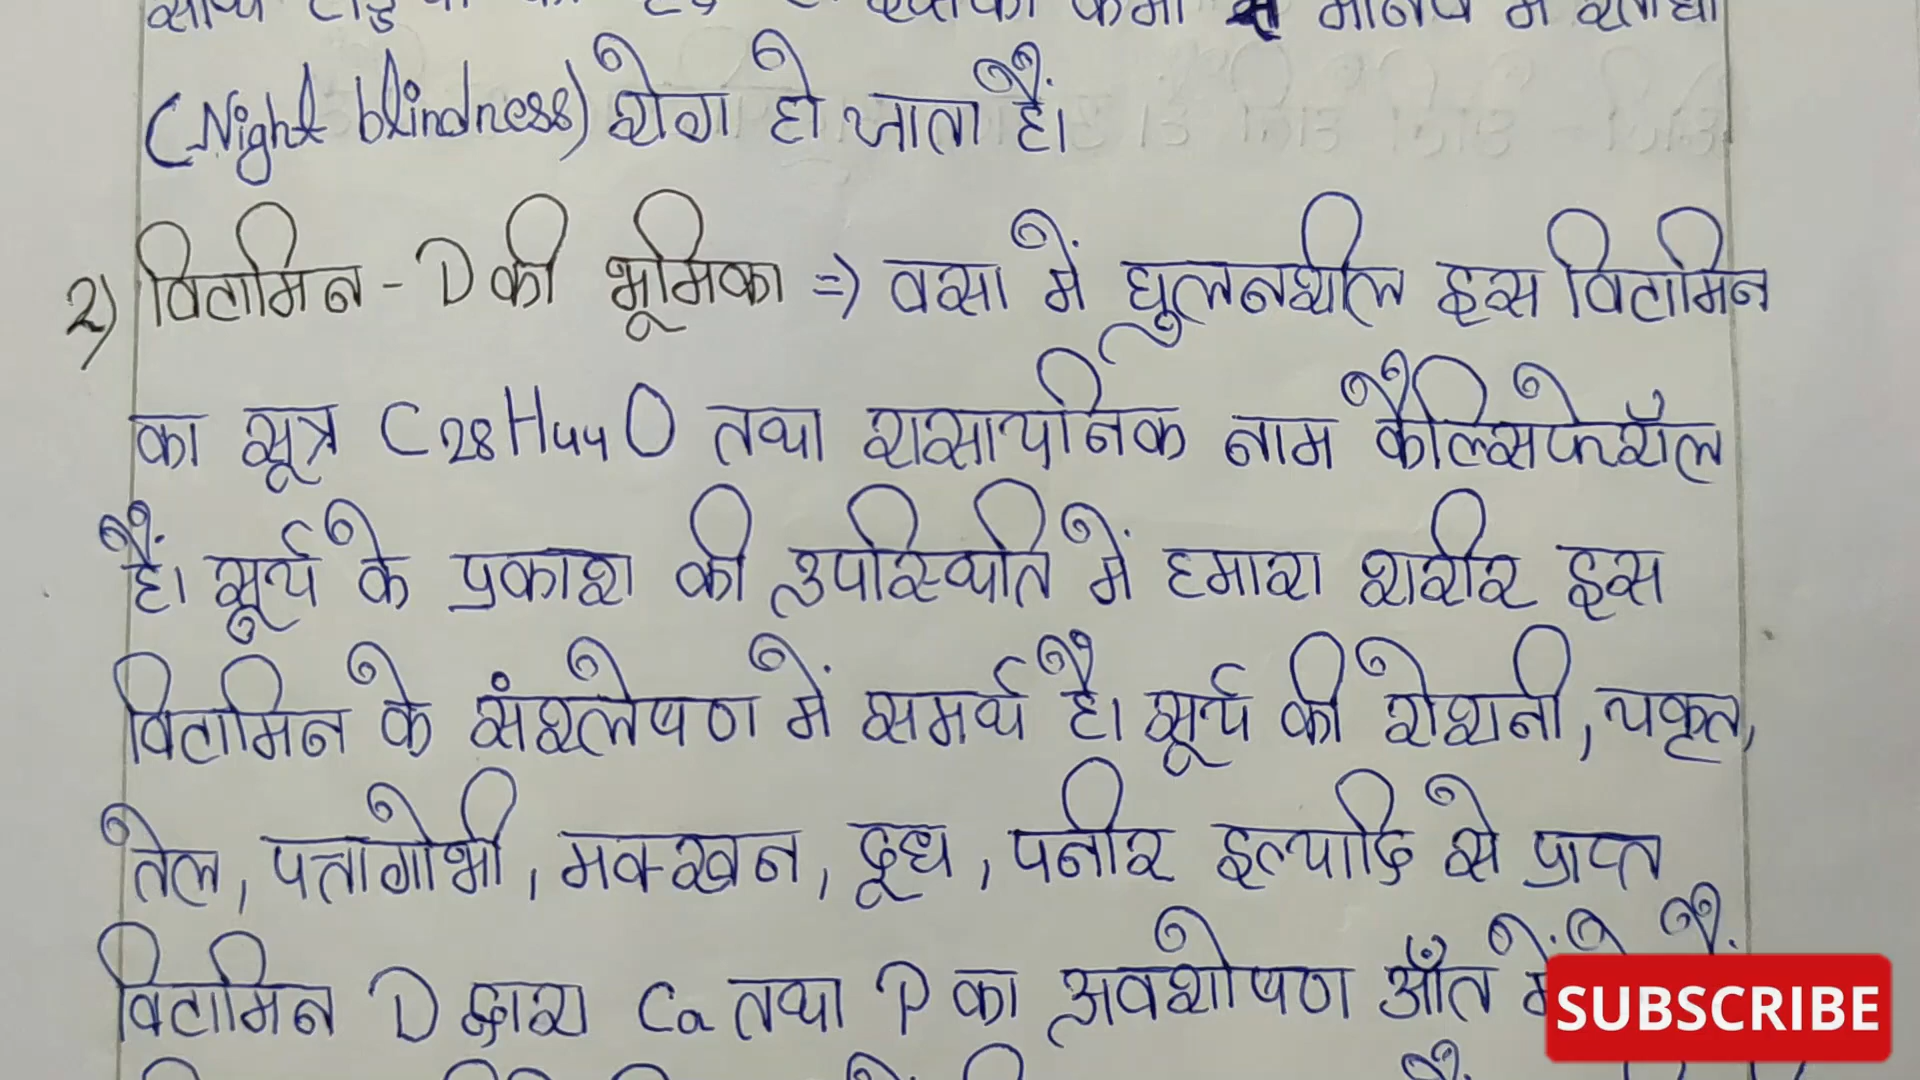 (Night blindness) रोग हो जाता हैं।
2) विटामिन - D की भूमिका => वसा में घुलनशील इस विटामिन
का सूत्र C28H44O तथा रासायनिक नाम कैल्सिफेरॉल
हैं। सूर्य के प्रकाश की उपस्थिति में हमारा शरीर इस
विटामिन के संश्लेषण में समर्थ है। सूर्य की रोशनी, यकृत,
तेल, पत्तागोभी, मक्खन, दूध, पनीर इत्यादि से प्राप्त
विटामिन D द्वारा Ca तथा P का अवशोषण आँत में
SUBSCRIBE